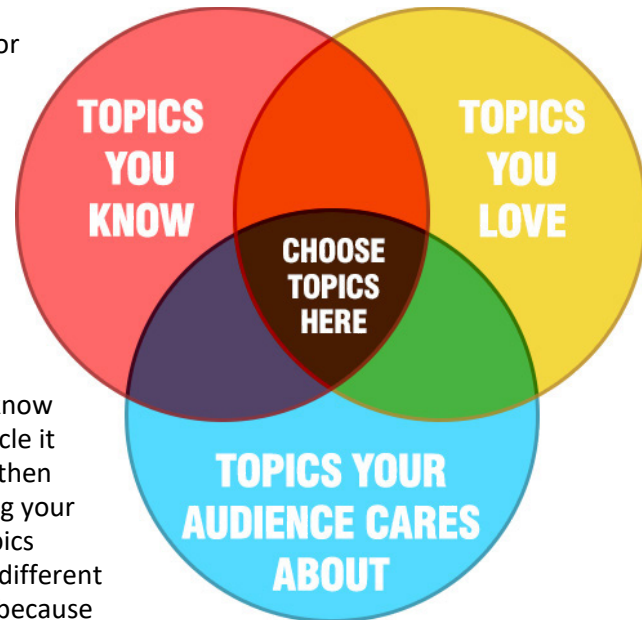 or
TOPICS
YOU
KNOW
TOPICS
YOU
LOVE
CHOOSE
TOPICS
HERE
know
cle it
then
g your
pics
different
because
TOPICS YOUR
AUDIENCE CARES
ABOUT